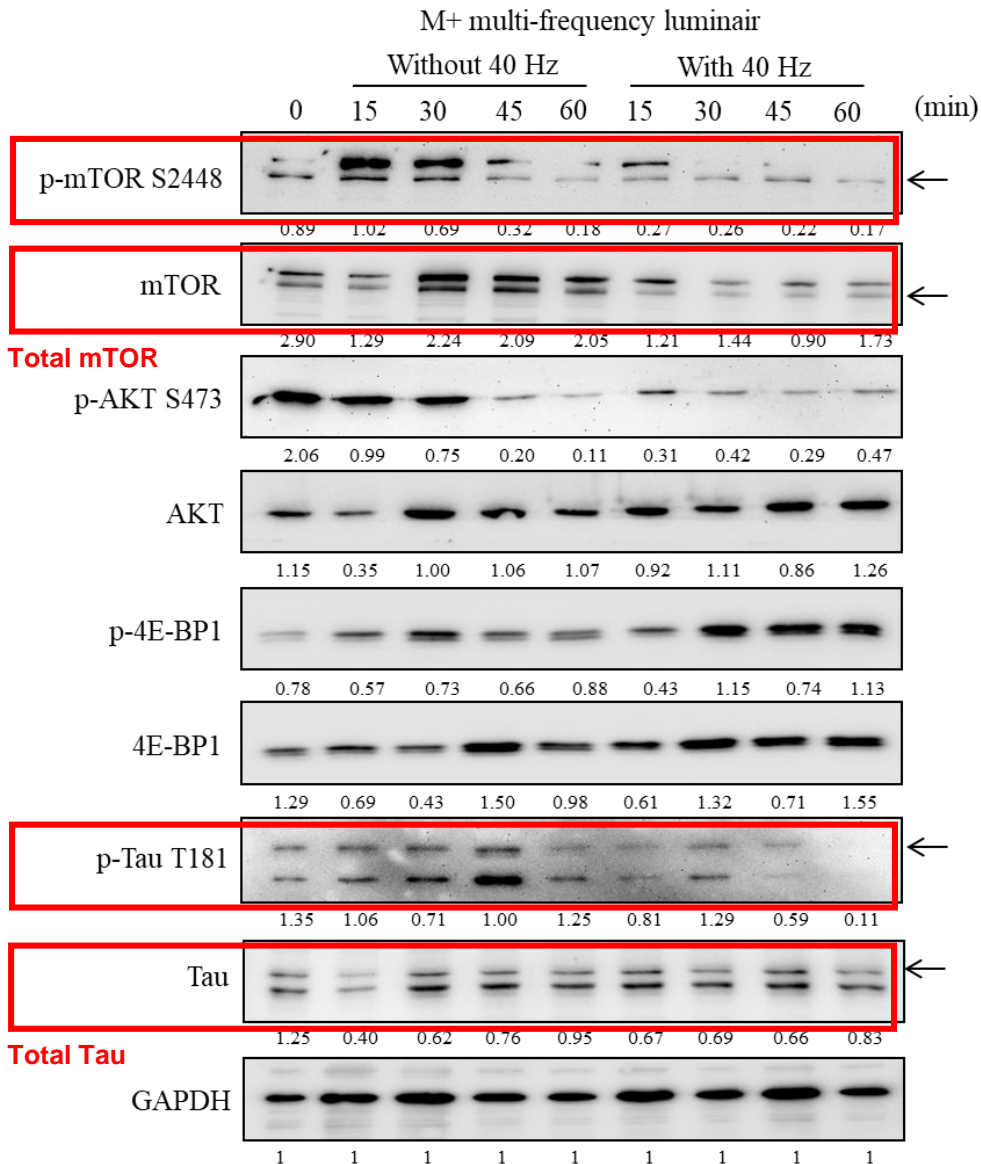 M+ multi-frequency luminair
Without 40 Hz With 40 Hz
0 15 30 45 60 15 30 45 60 (min)
p-mTOR S2448
0.89 1.02 0.69 0.32 0.18 0.27 0.26 0.22 0.17
mTOR
2.90 1.29 2.24 2.09 2.05 1.21 1.44 0.90 1.73
Total mTOR
p-AKT S473
2.06 0.99 0.75 0.20 0.11 0.31 0.42 0.29 0.47
AKT
1.15 0.35 1.00 1.06 1.07 0.92 1.11 0.86 1.26
p-4E-BP1
0.78 0.57 0.73 0.66 0.88 0.43 1.15 0.74 1.13
4E-BP1
1.29 0.69 0.43 1.50 0.98 0.61 1.32 0.71 1.55
p-Tau T181
1.35 1.06 0.71 1.00 1.25 0.81 1.29 0.59 0.11
Tau
1.25 0.40 0.62 0.76 0.95 0.67 0.69 0.66 0.83
Total Tau
GAPDH
1 1 1 1 1 1 1 1 1